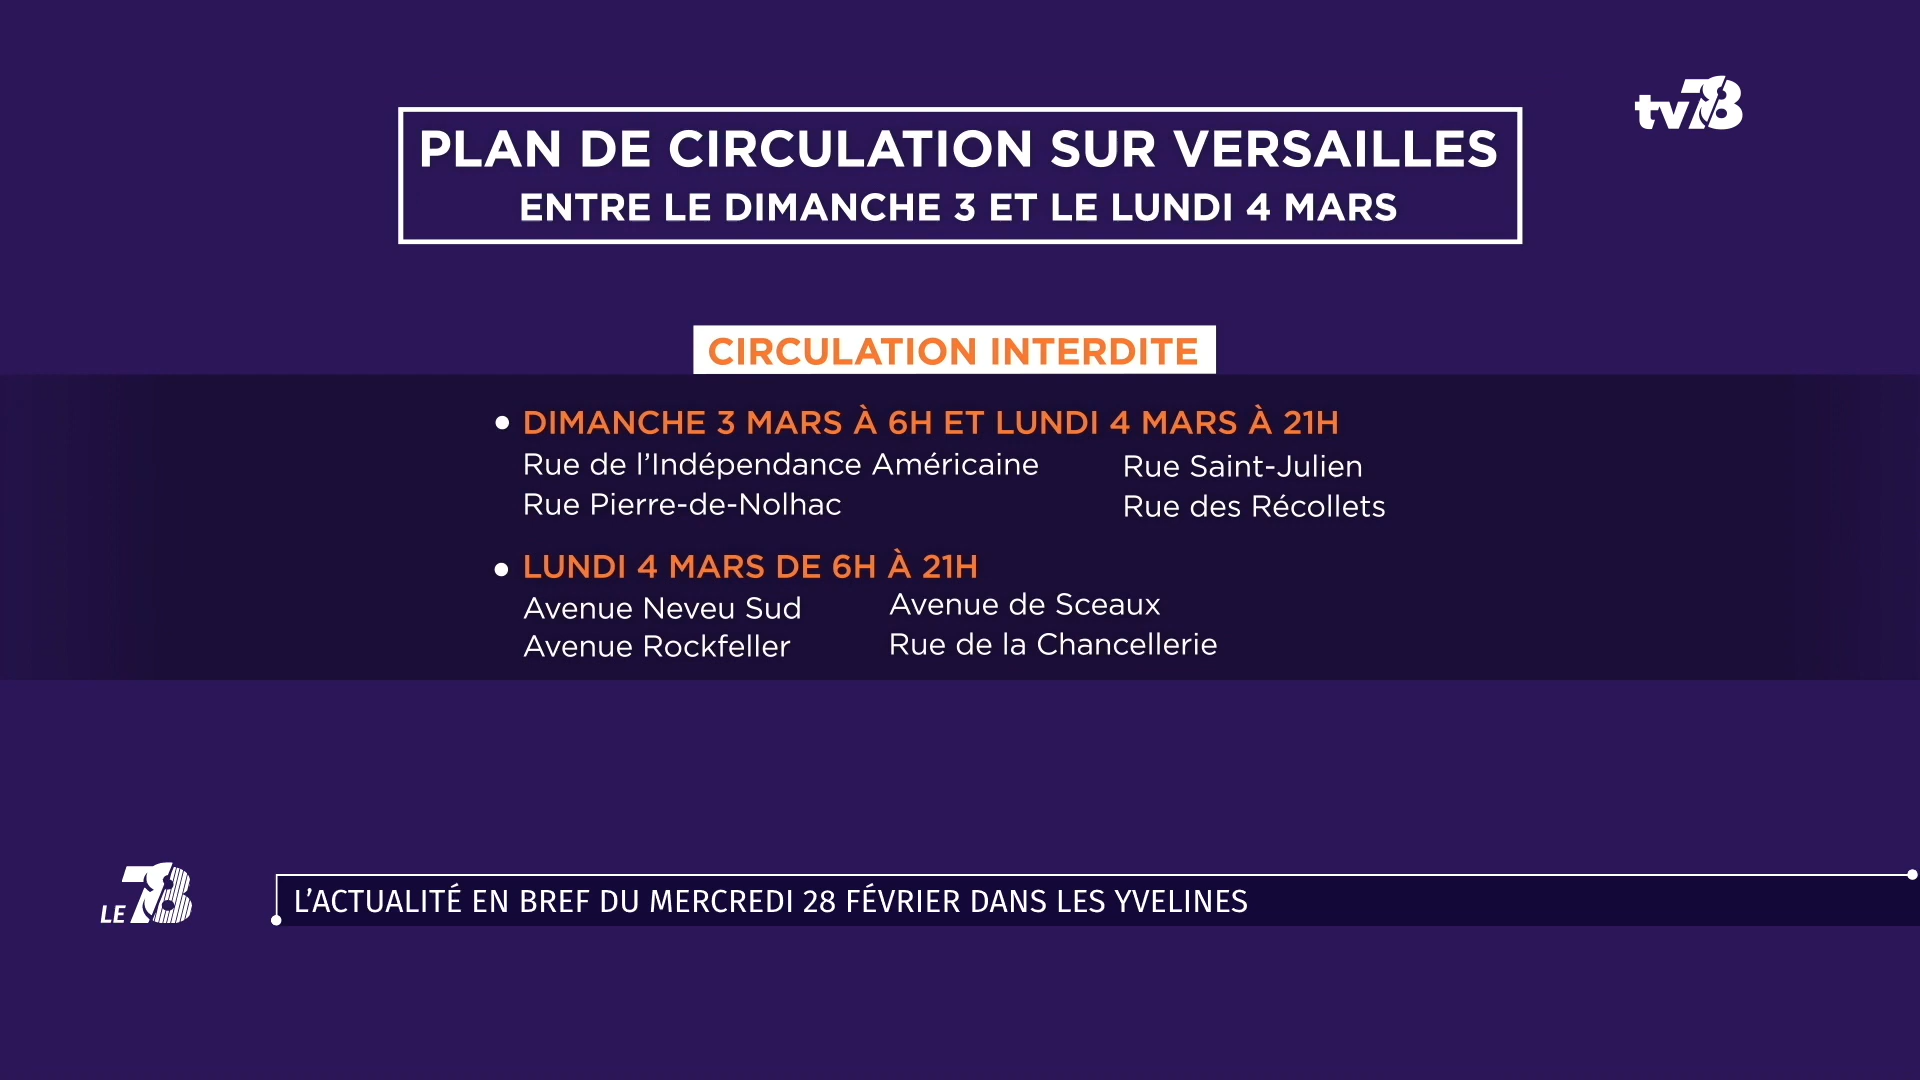 tv78
PLAN DE CIRCULATION SUR VERSAILLES
ENTRE LE DIMANCHE 3 ET LE LUNDI 4 MARS
CIRCULATION INTERDITE
DIMANCHE 3 MARS À 6H ET LUNDI 4 MARS À 21H
Rue de l’Indépendance Américaine
Rue Pierre-de-Nolhac
Rue Saint-Julien
Rue des Récollets
LUNDI 4 MARS DE 6H À 21H
Avenue Neveu Sud
Avenue Rockfeller
Avenue de Sceaux
Rue de la Chancellerie
LE 78
L’ACTUALITÉ EN BREF DU MERCREDI 28 FÉVRIER DANS LES YVELINES